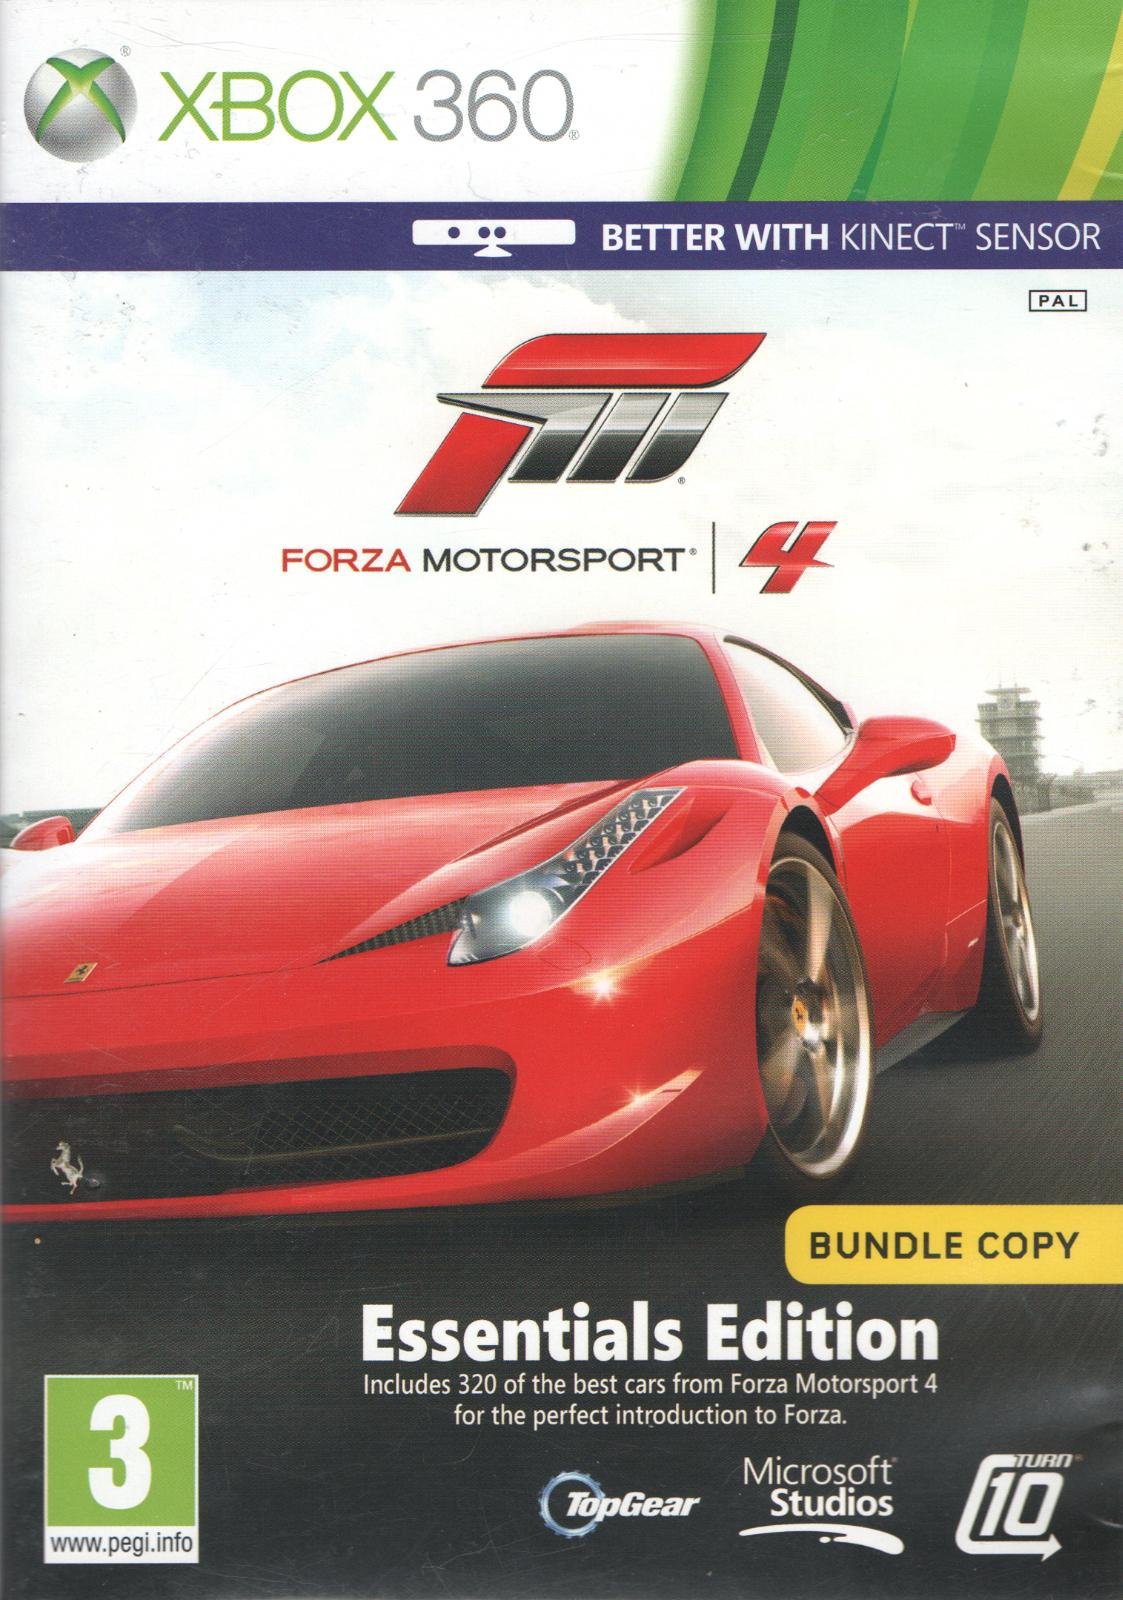 XBOX 360®
BETTER WITH KINECT™ SENSOR
PAL
FORZA MOTORSPORT® | 4
BUNDLE COPY
Essentials Edition
Includes 320 of the best cars from Forza Motorsport 4
for the perfect introduction to Forza.
3™
www.pegi.info
TopGear
Microsoft®
Studios
TURN®
10